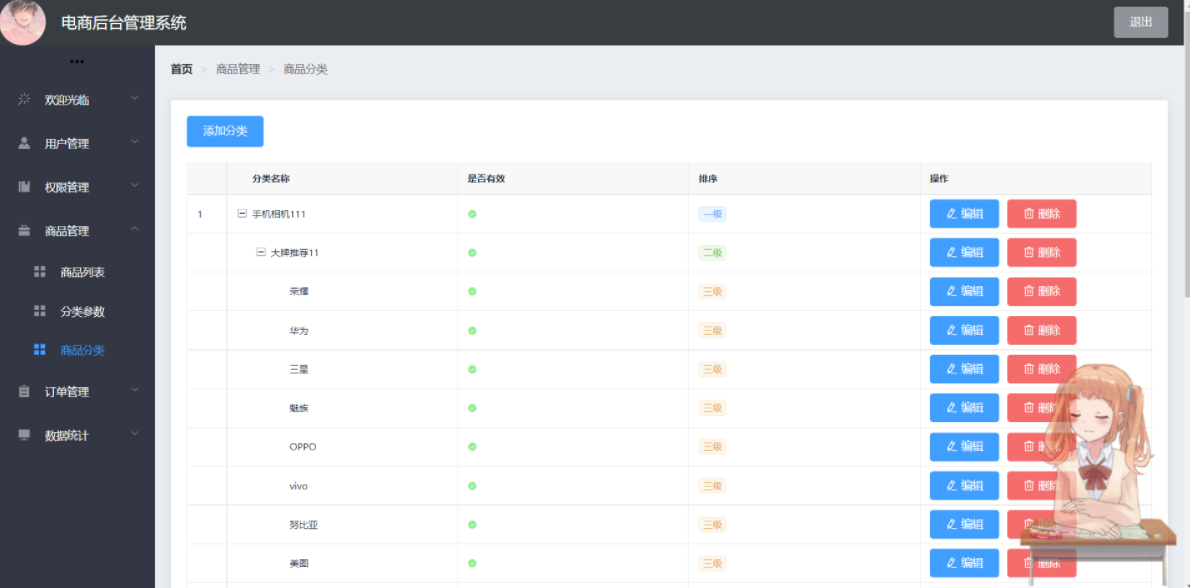 电商后台管理系统
退出
•••
欢迎光临
用户管理
权限管理
商品管理
商品列表
分类参数
商品分类
订单管理
数据统计
首页 > 商品管理 > 商品分类
添加分类
分类名称 是否有效 排序 操作
1 手机相机111 一级 编辑 删除
大牌推荐11 二级 编辑 删除
荣耀 三级 编辑 删除
华为 三级 编辑 删除
三星 三级 编辑 删除
魅族 三级 编辑 删除
OPPO 三级 编辑
vivo 三级 编辑 删除
努比亚 三级 编辑 删除
美图 三级 编辑 删除